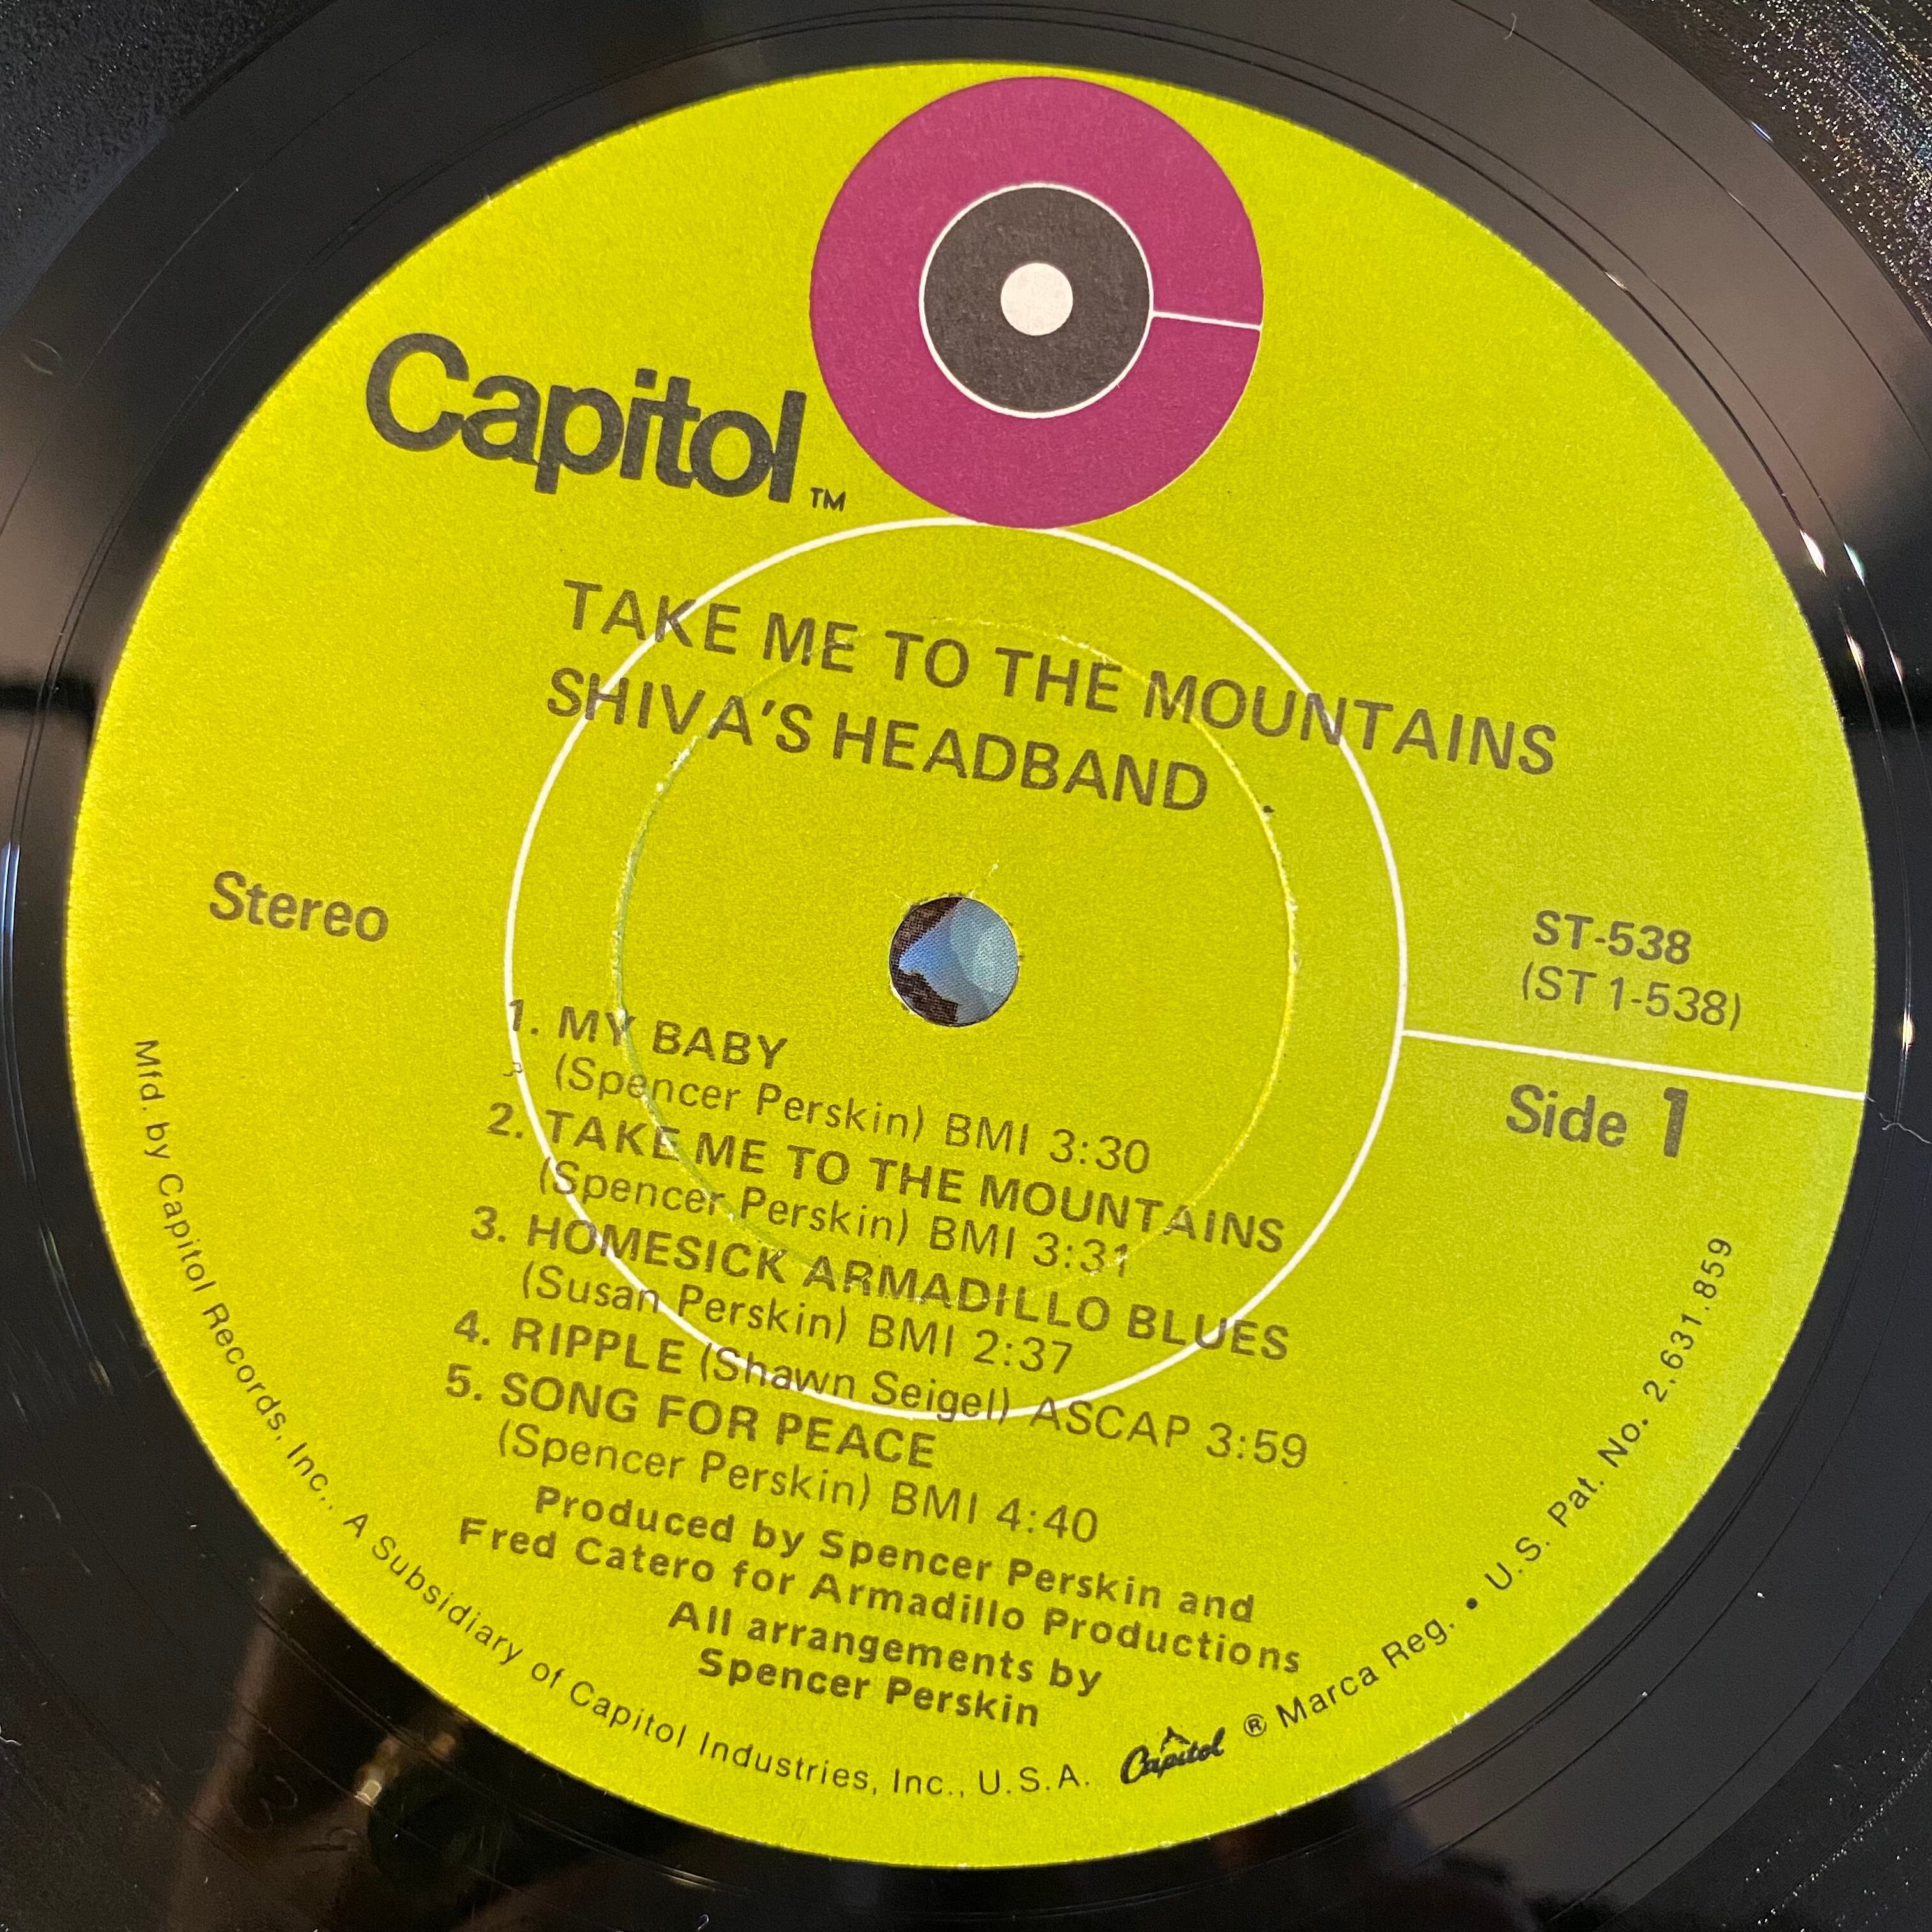 Capitol TM
TAKE ME TO THE MOUNTAINS
SHIVA'S HEADBAND
Stereo
ST-538
(ST 1-538)
Side 1
1. MY BABY
(Spencer Perskin) BMI 3:30
2. TAKE ME TO THE MOUNTAINS
(Spencer Perskin) BMI 3:31
3. HOMESICK ARMADILLO BLUES
(Susan Perskin) BMI 2:37
4. RIPPLE (Shawn Seigel) ASCAP 3:59
5. SONG FOR PEACE
(Spencer Perskin) BMI 4:40
Produced by Spencer Perskin and
Fred Catero for Armadillo Productions
All arrangements by
Spencer Perskin
Mfd. by Capitol Records, Inc., A Subsidiary of Capitol Industries, Inc., U.S.A. Capitol ® Marca Reg. • U.S. Pat. No. 2,631,859